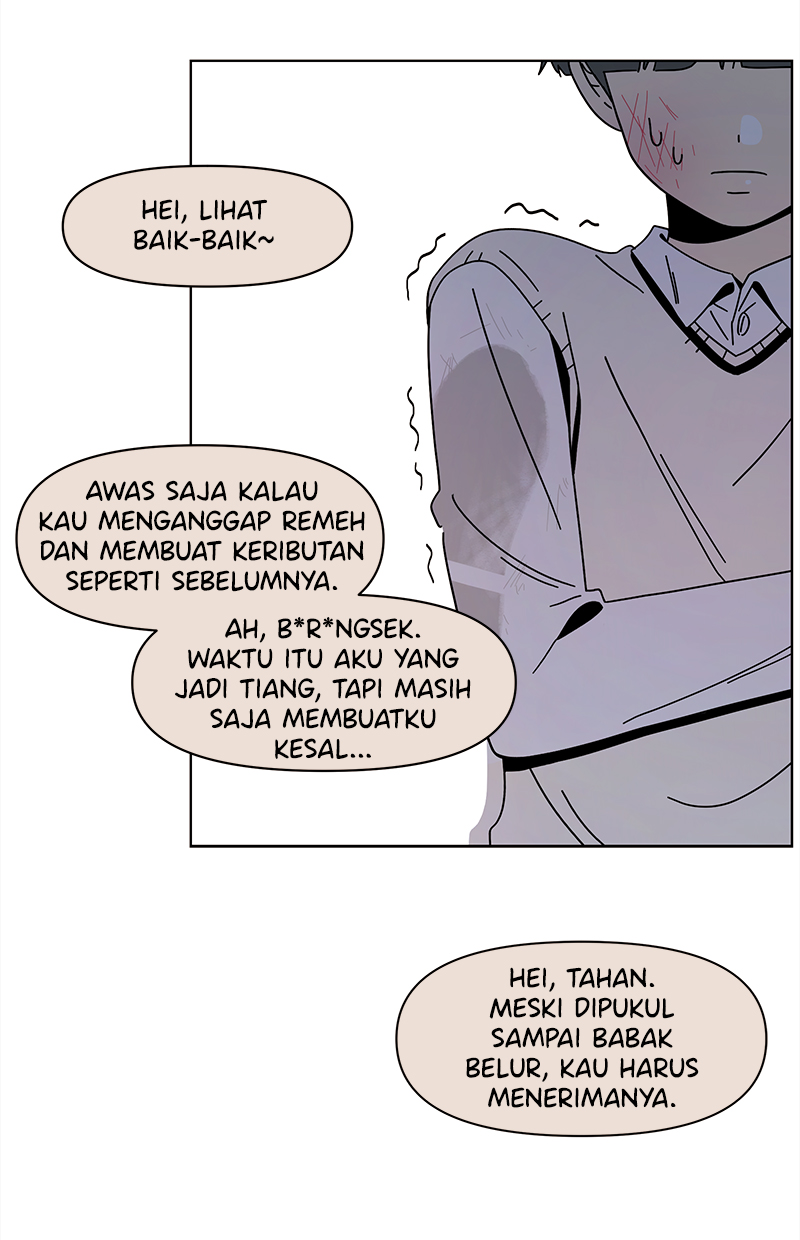 HEI, LIHAT
BAIK-BAIK~
AWAS SAJA KALAU
KAU MENGANGGAP REMEH
DAN MEMBUAT KERIBUTAN
SEPERTI SEBELUMNYA.
AH, B*R*NGSEK.
WAKTU ITU AKU YANG
JADI TIANG, TAPI MASIH
SAJA MEMBUATKU
KESAL...
HEI, TAHAN.
MESKI DIPUKUL
SAMPAI BABAK
BELUR, KAU HARUS
MENERIMANYA.